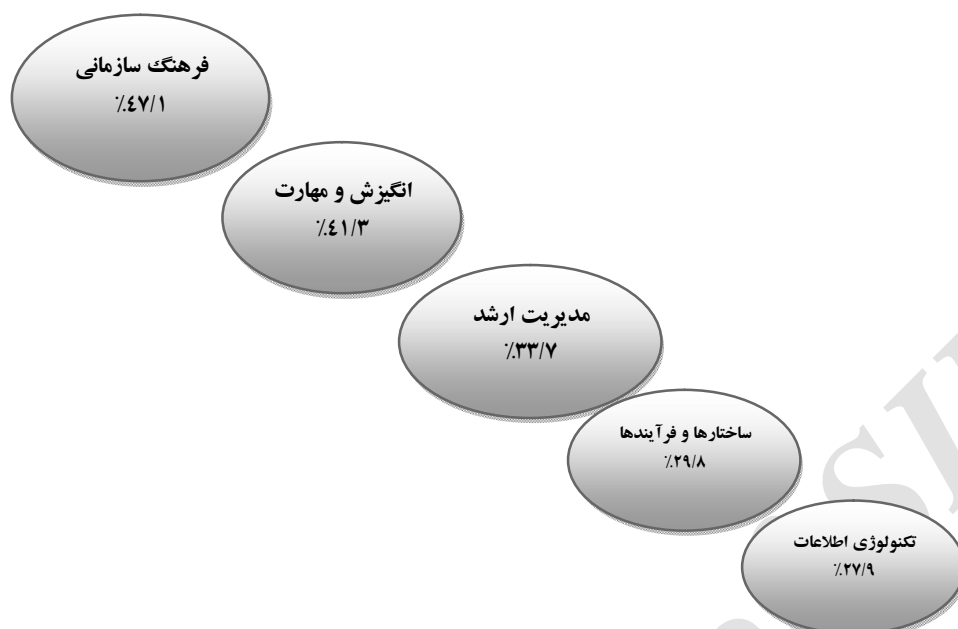 فرهنگ سازمانی
٪۴۷/۱
انگیزش و مهارت
٪۴۱/۳
مدیریت ارشد
٪۳۳/۷
ساختارها و فرآیندها
٪۲۹/۸
تکنولوژی اطلاعات
٪۲۷/۹